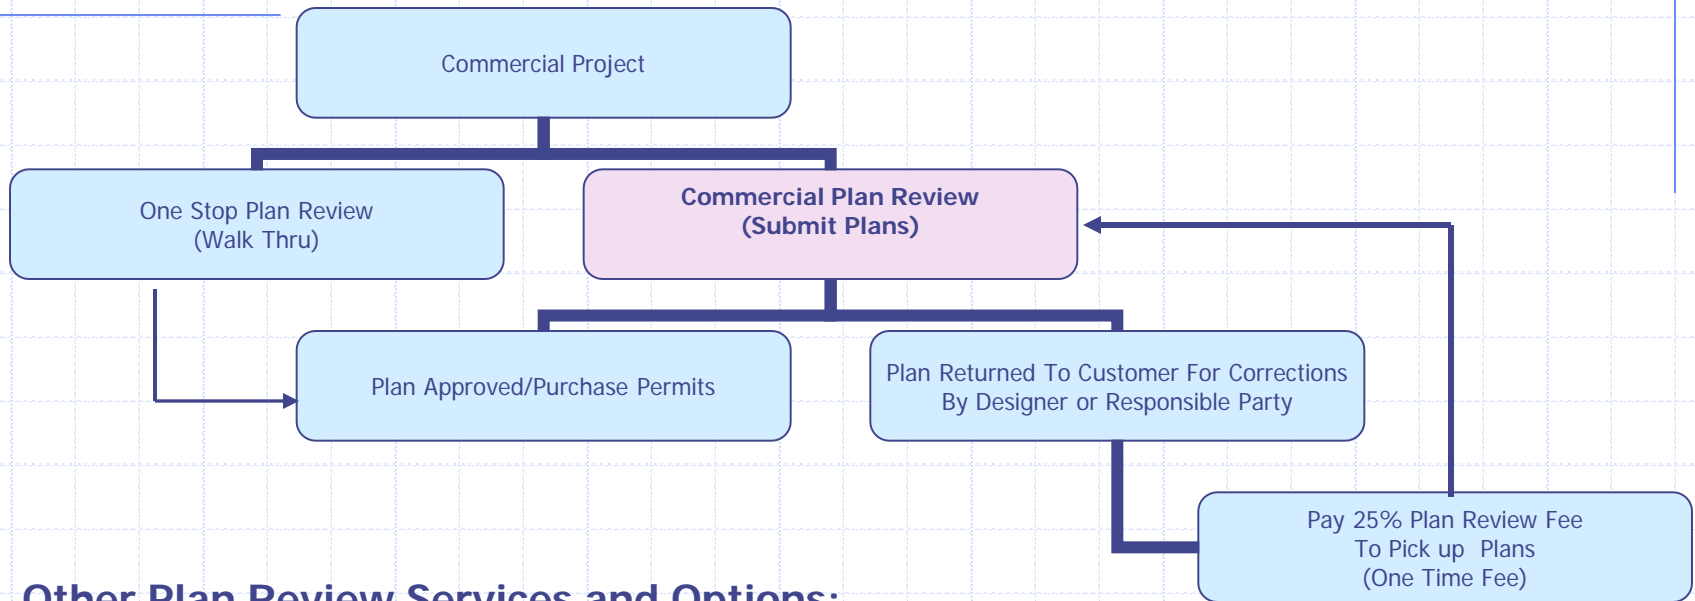 Commercial Project
One Stop Plan Review
(Walk Thru)
Commercial Plan Review
(Submit Plans)
Plan Approved/Purchase Permits
Plan Returned To Customer For Corrections
By Designer or Responsible Party
Pay 25% Plan Review Fee
To Pick up  Plans
(One Time Fee)
Other Plan Review Services and Options: